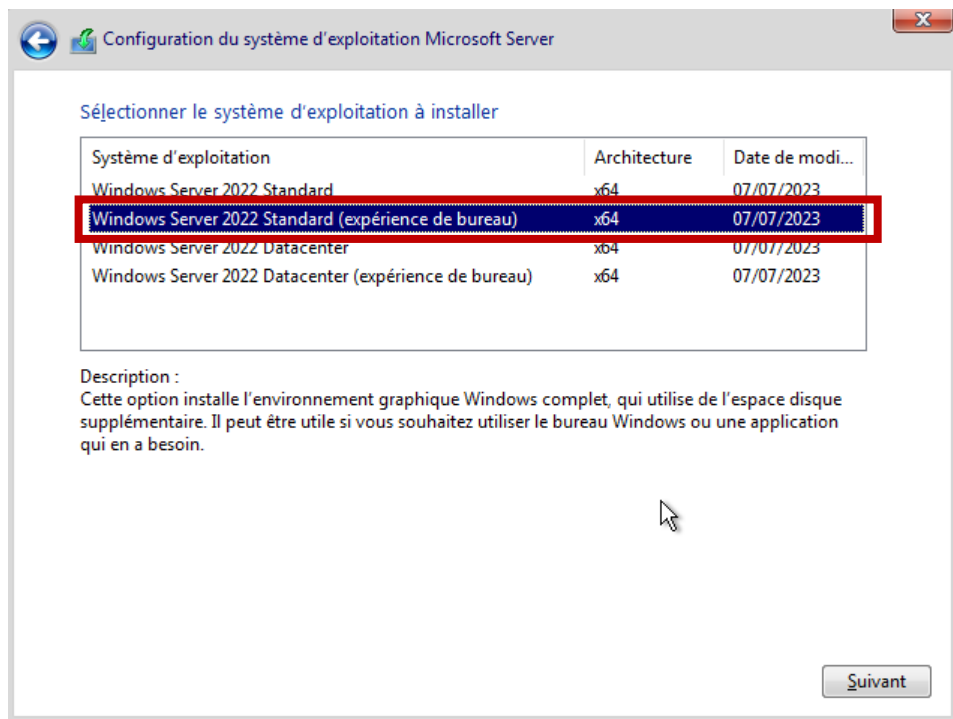 Configuration du système d'exploitation Microsoft Server
Sélectionner le système d'exploitation à installer
Système d'exploitation Architecture Date de modi...
Windows Server 2022 Standard x64 07/07/2023
Windows Server 2022 Standard (expérience de bureau) x64 07/07/2023
Windows Server 2022 Datacenter x64 07/07/2023
Windows Server 2022 Datacenter (expérience de bureau) x64 07/07/2023
Description :
Cette option installe l'environnement graphique Windows complet, qui utilise de l'espace disque
supplémentaire. Il peut être utile si vous souhaitez utiliser le bureau Windows ou une application
qui en a besoin.
Suivant